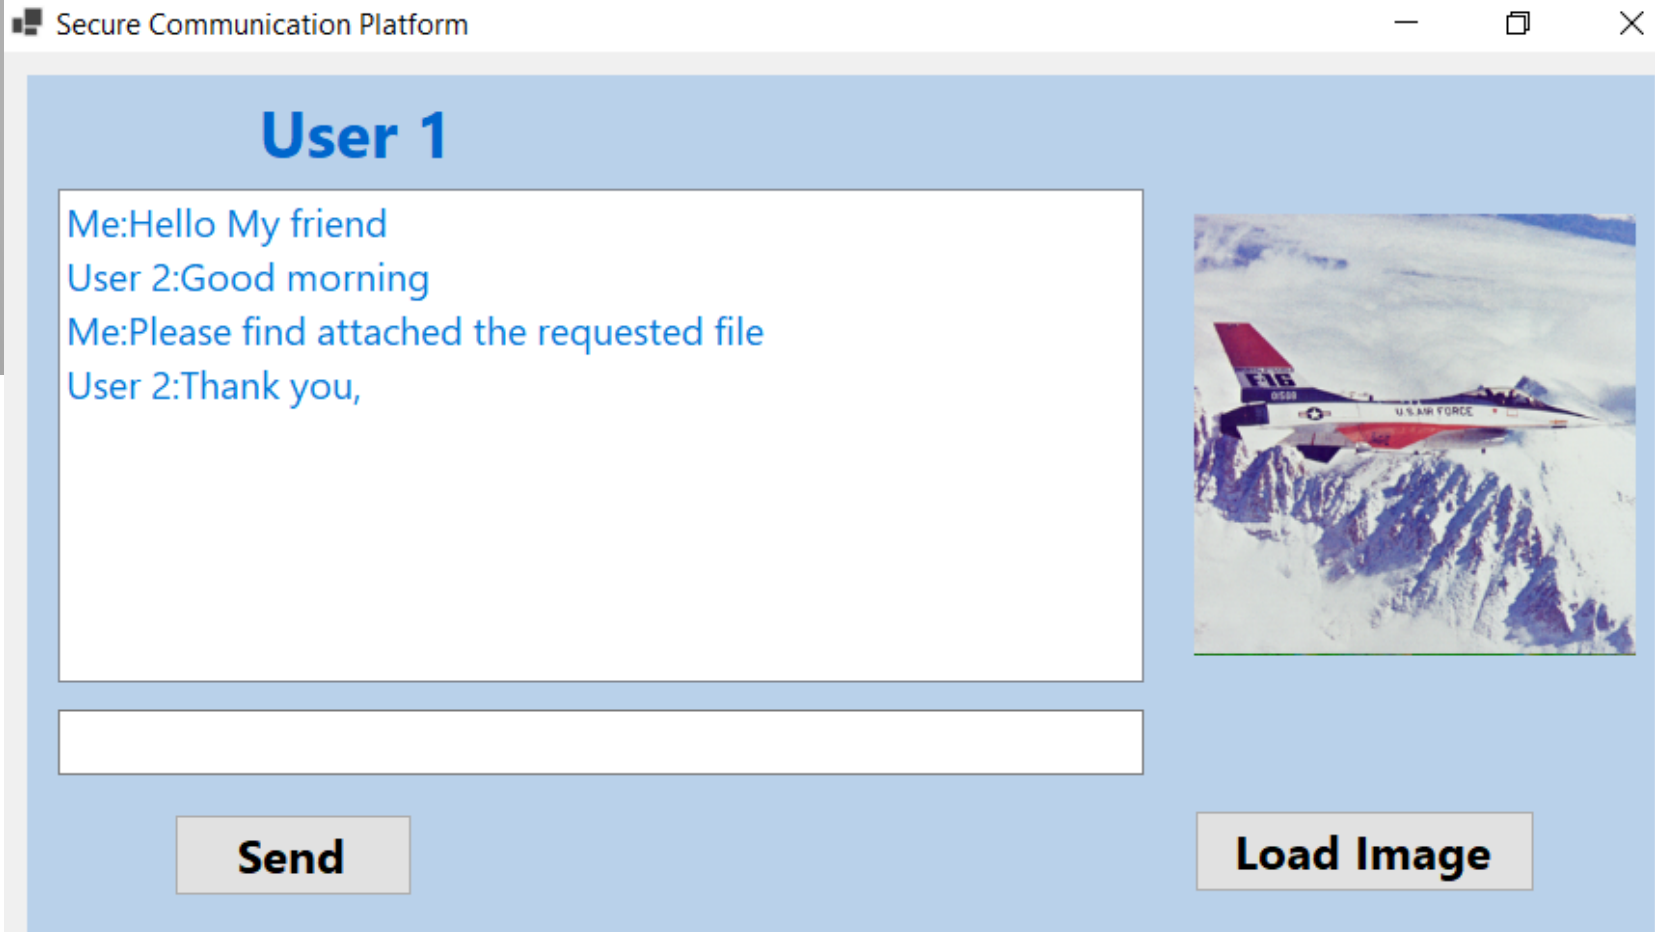 Secure Communication Platform
User 1
Me:Hello My friend
User 2:Good morning
Me:Please find attached the requested file
User 2:Thank you,
F16
01568
U.S. AIR FORCE
Send
Load Image